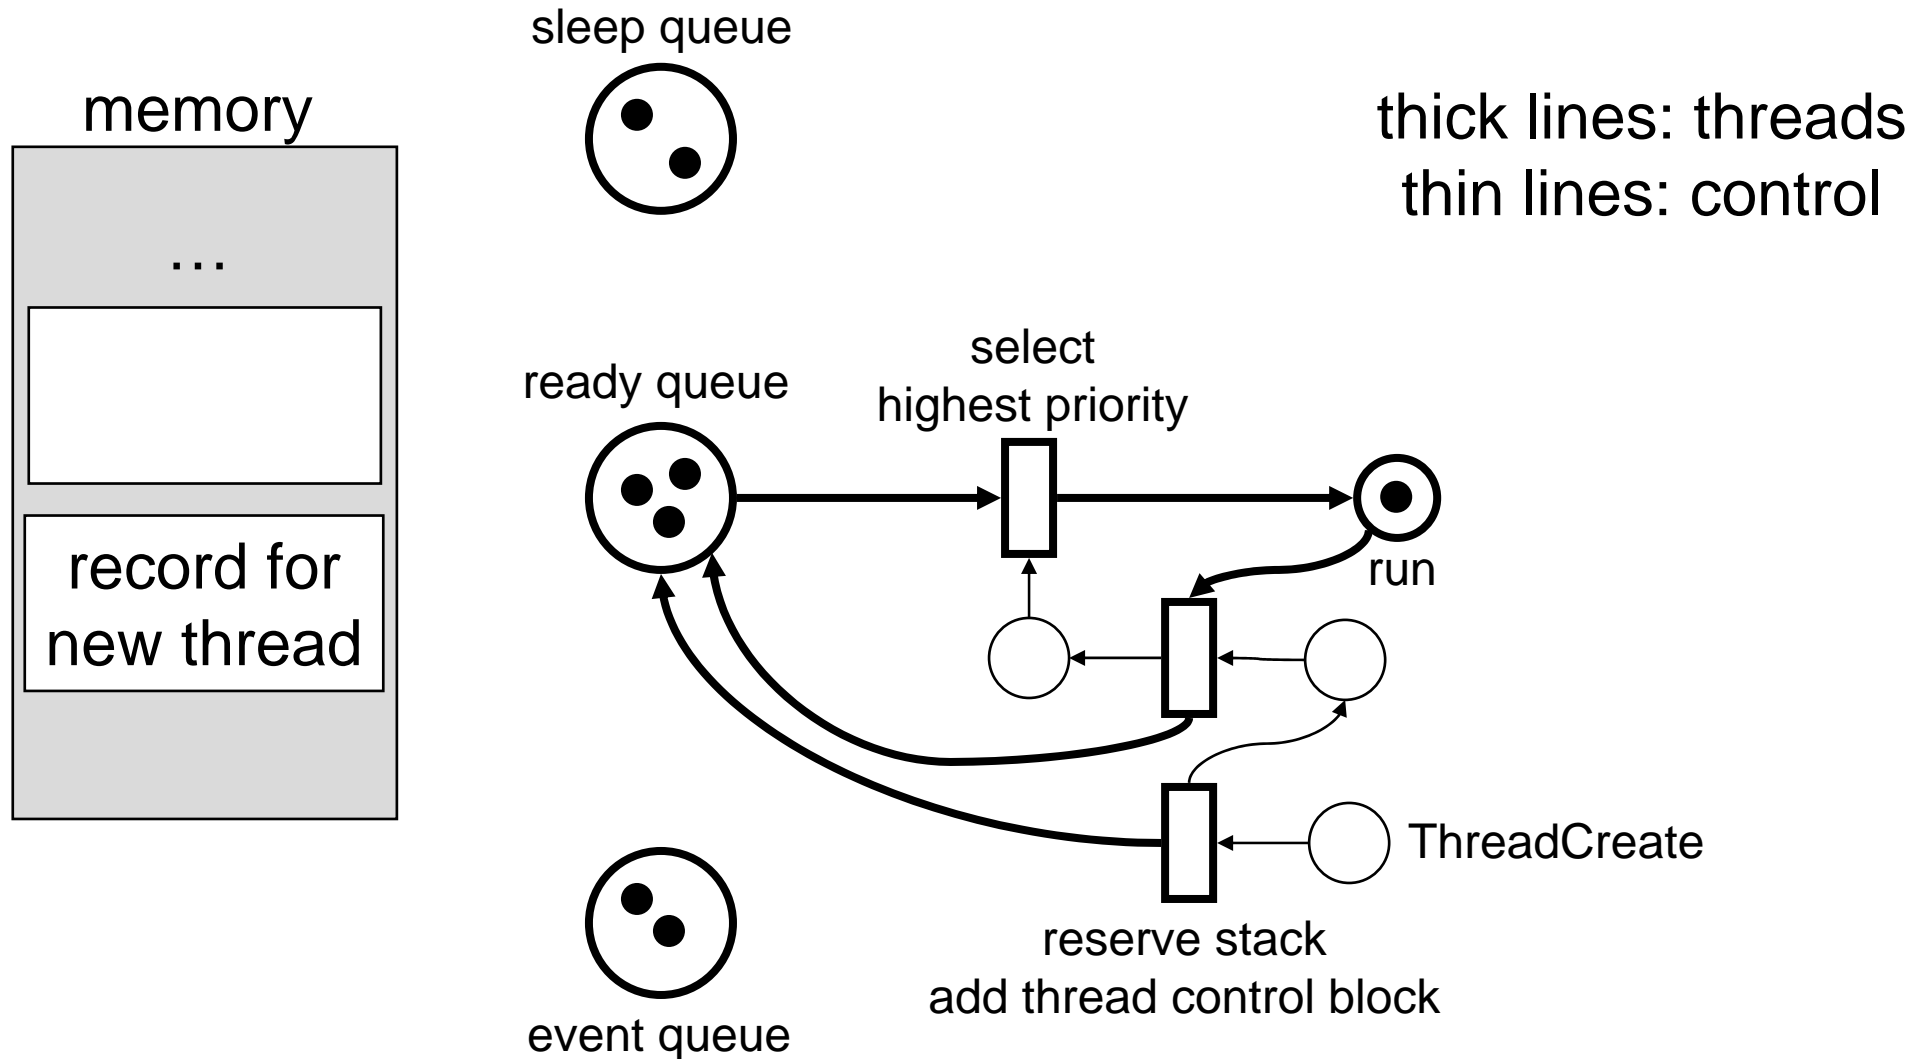 sleep queue
memory
thick lines: threads
thin lines: control
…
select
highest priority
ready queue
record for
new thread
run
ThreadCreate
reserve stack
add thread control block
event queue